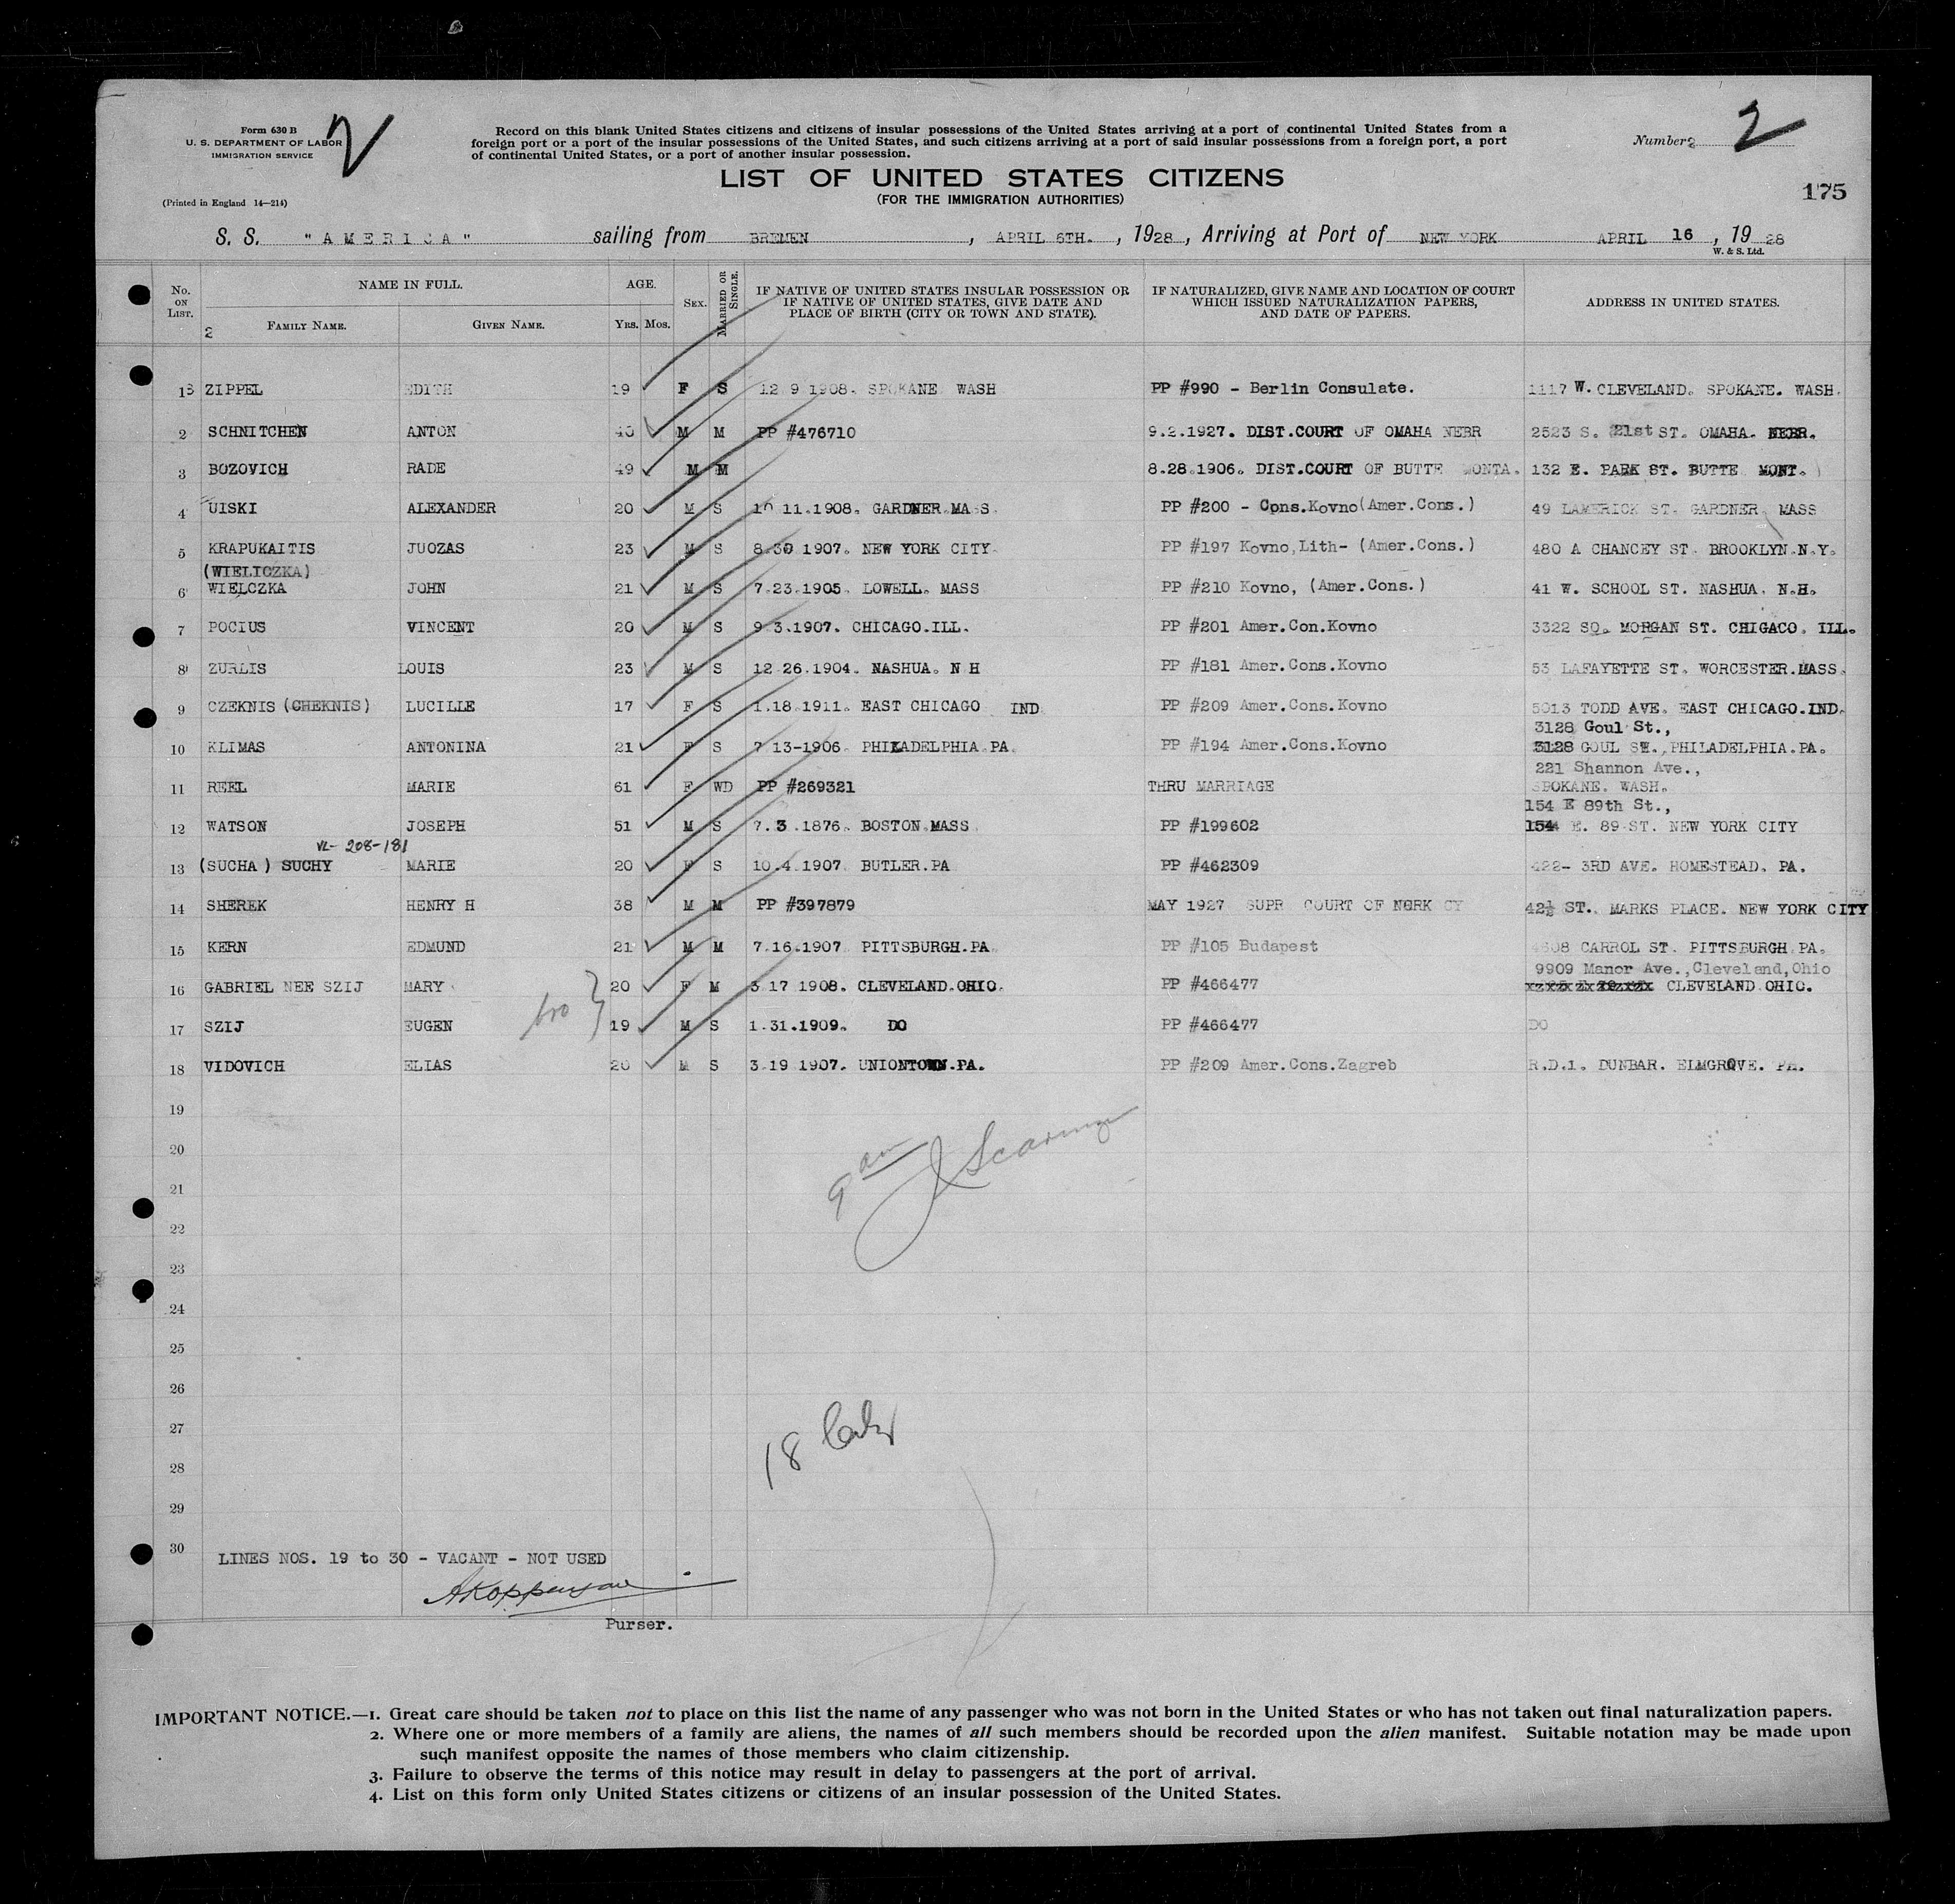 Form 630 B
U. S. DEPARTMENT OF LABOR
IMMIGRATION SERVICE
(Printed in England 14—214)
2
Record on this blank United States citizens and citizens of insular possessions of the United States arriving at a port of continental United States from a
foreign port or a port of the insular possessions of the United States, and such citizens arriving at a port of said insular possessions from a foreign port, a port
of continental United States, or a port of another insular possession.
Number 2 2
LIST OF UNITED STATES CITIZENS
(FOR THE IMMIGRATION AUTHORITIES)
175
S. S. "AMERICA" sailing from BREMEN, APRIL 6TH., 1928, Arriving at Port of NEW YORK APRIL 16, 1928
W. & S. Ltd.
No. ON LIST. NAME IN FULL. FAMILY NAME. GIVEN NAME. AGE. YRS. MOS. SEX. MARRIED OR SINGLE. IF NATIVE OF UNITED STATES INSULAR POSSESSION OR IF NATIVE OF UNITED STATES, GIVE DATE AND PLACE OF BIRTH (CITY OR TOWN AND STATE). IF NATURALIZED, GIVE NAME AND LOCATION OF COURT WHICH ISSUED NATURALIZATION PAPERS, AND DATE OF PAPERS. ADDRESS IN UNITED STATES.
2
1 ZIPPEL EDITH 19 F S 12 9 1908. SPOKANE WASH PP #990 - Berlin Consulate. 1117 W. CLEVELAND. SPOKANE. WASH.
2 SCHNITCHEN ANTON 40 M M PP #476710 9.2.1927. DIST.COURT OF OMAHA NEBR 2523 S. 21st ST. OMAHA. NEBR.
3 BOZOVICH RADE 49 M M 8.28.1906. DIST.COURT OF BUTTE MONTA. 132 E. PARK ST. BUTTE MONT.
4 UISKI ALEXANDER 20 M S 10 11.1908. GARDNER.MASS. PP #200 - Cons.Kovno(Amer.Cons.) 49 LAMERICK ST. GARDNER MASS
5 KRAPUKAITIS JUOZAS 23 M S 8.30 1907. NEW YORK CITY. PP #197 Kovno,Lith- (Amer.Cons.) 480 A CHANCEY ST. BROOKLYN.N.Y.
(WIELICZKA)
6 WIELCZKA JOHN 21 M S 7.23.1905. LOWELL. MASS PP #210 Kovno, (Amer.Cons.) 41 W. SCHOOL ST. NASHUA. N.H.
7 POCIUS VINCENT 20 M S 9.3.1907. CHICAGO.ILL. PP #201 Amer.Con.Kovno 3322 SO. MORGAN ST. CHIGACO. ILL.
8 ZURLIS LOUIS 23 M S 12 26.1904. NASHUA. N H PP #181 Amer.Cons.Kovno 53 LAFAYETTE ST. WORCESTER.MASS.
9 CZEKNIS (CHEKNIS) LUCILLE 17 F S 1.18.1911. EAST CHICAGO IND PP #209 Amer.Cons.Kovno 5013 TODD AVE. EAST CHICAGO.IND.
3128 Goul St.,
10 KLIMAS ANTONINA 21 F S 7 13-1906. PHILADELPHIA.PA. PP #194 Amer.Cons.Kovno 3128 GOUL ST., PHILADELPHIA.PA.
221 Shannon Ave.,
11 REEL MARIE 61 F WD PP #269321 THRU MARRIAGE SPOKANE. WASH.
154 E 89th St.,
12 WATSON JOSEPH 51 M S 7.3.1876. BOSTON.MASS. PP #199602 154 E. 89 ST. NEW YORK CITY
VL- 208-181
13 (SUCHA) SUCHY MARIE 20 F S 10.4.1907. BUTLER.PA PP #462309 422- 3RD AVE. HOMESTEAD. PA.
14 SHEREK HENRY H 38 M M PP #397879 MAY 1927 SUPR COURT OF NORK CY 42½ ST. MARKS PLACE. NEW YORK CITY
15 KERN EDMUND 21 M M 7.16.1907 PITTSBURGH.PA. PP #105 Budapest CARROL ST. PITTSBURGH PA.
9909 Manor Ave.,Cleveland,Ohio
16 GABRIEL NEE SZIJ MARY 20 F M 3 17 1908. CLEVELAND.OHIO. PP #466477 CLEVELAND OHIO.
bro
17 SZIJ EUGEN 19 M S 1.31.1909. DO PP #466477 DO
18 VIDOVICH ELIAS 20 M S 3 19 1907. UNIONTOWN.PA. PP #209 Amer.Cons.Zagreb R.D.1. DUNBAR. ELMGROVE. PA.
19
20
9 am
21
22
23
24
25
26
27
18
28
29
30
LINES NOS. 19 to 30 - VACANT - NOT USED
Purser.
IMPORTANT NOTICE.—1. Great care should be taken not to place on this list the name of any passenger who was not born in the United States or who has not taken out final naturalization papers.
2. Where one or more members of a family are aliens, the names of all such members should be recorded upon the alien manifest. Suitable notation may be made upon
such manifest opposite the names of those members who claim citizenship.
3. Failure to observe the terms of this notice may result in delay to passengers at the port of arrival.
4. List on this form only United States citizens or citizens of an insular possession of the United States.